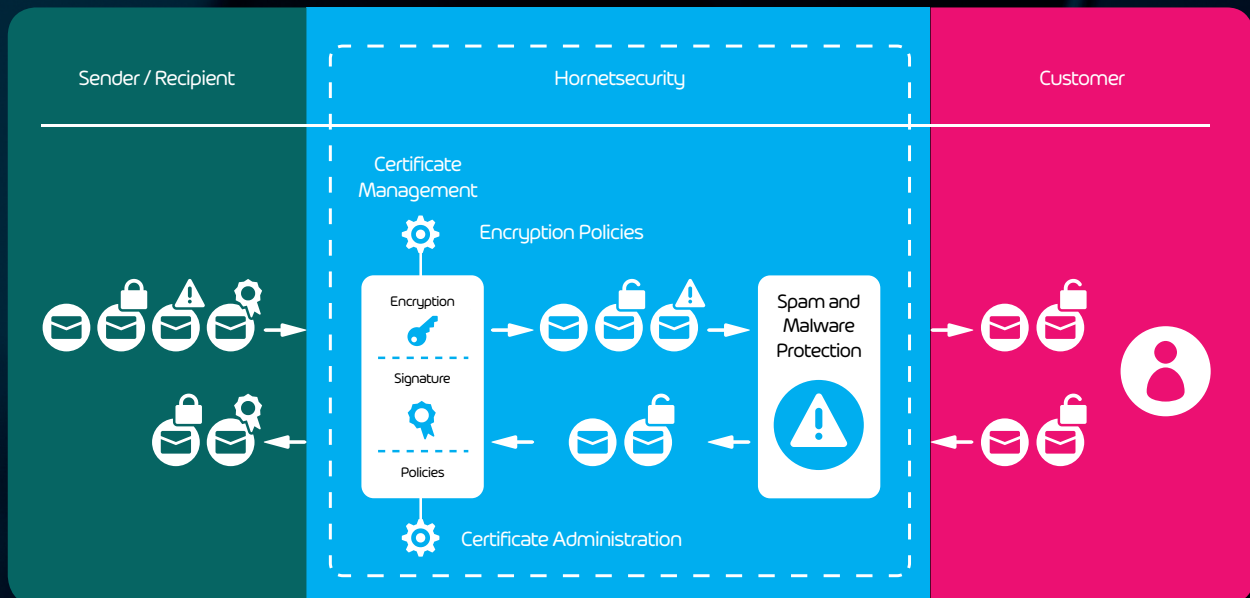 Sender / Recipient
Hornetsecurity
Customer
Certificate
Management
Encryption Policies
Encryption
Signature
Policies
Spam and
Malware
Protection
Certificate Administration